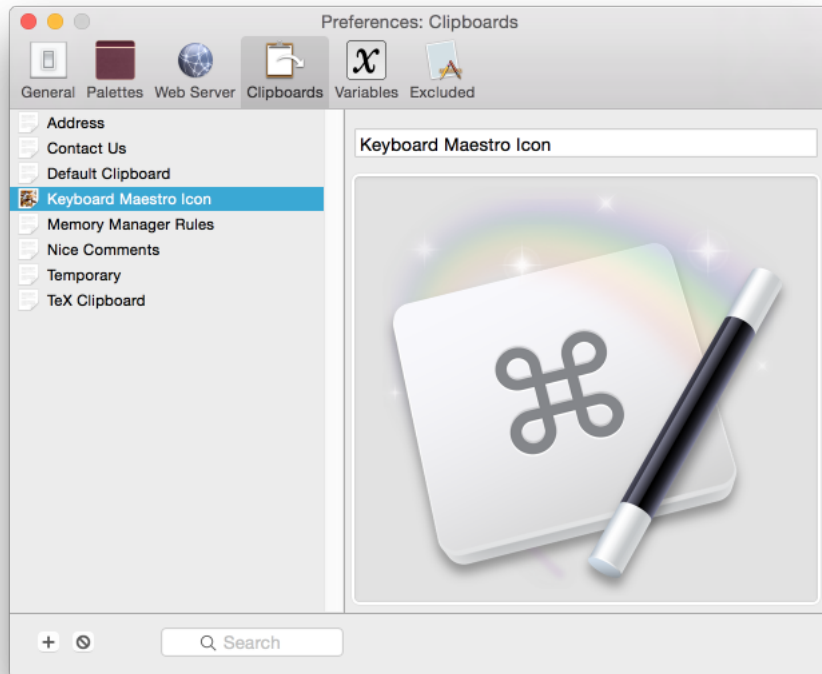 Preferences: Clipboards
General Palettes Web Server Clipboards Variables Excluded
Address
Contact Us
Default Clipboard
Keyboard Maestro Icon
Memory Manager Rules
Nice Comments
Temporary
TeX Clipboard
Keyboard Maestro Icon
Search